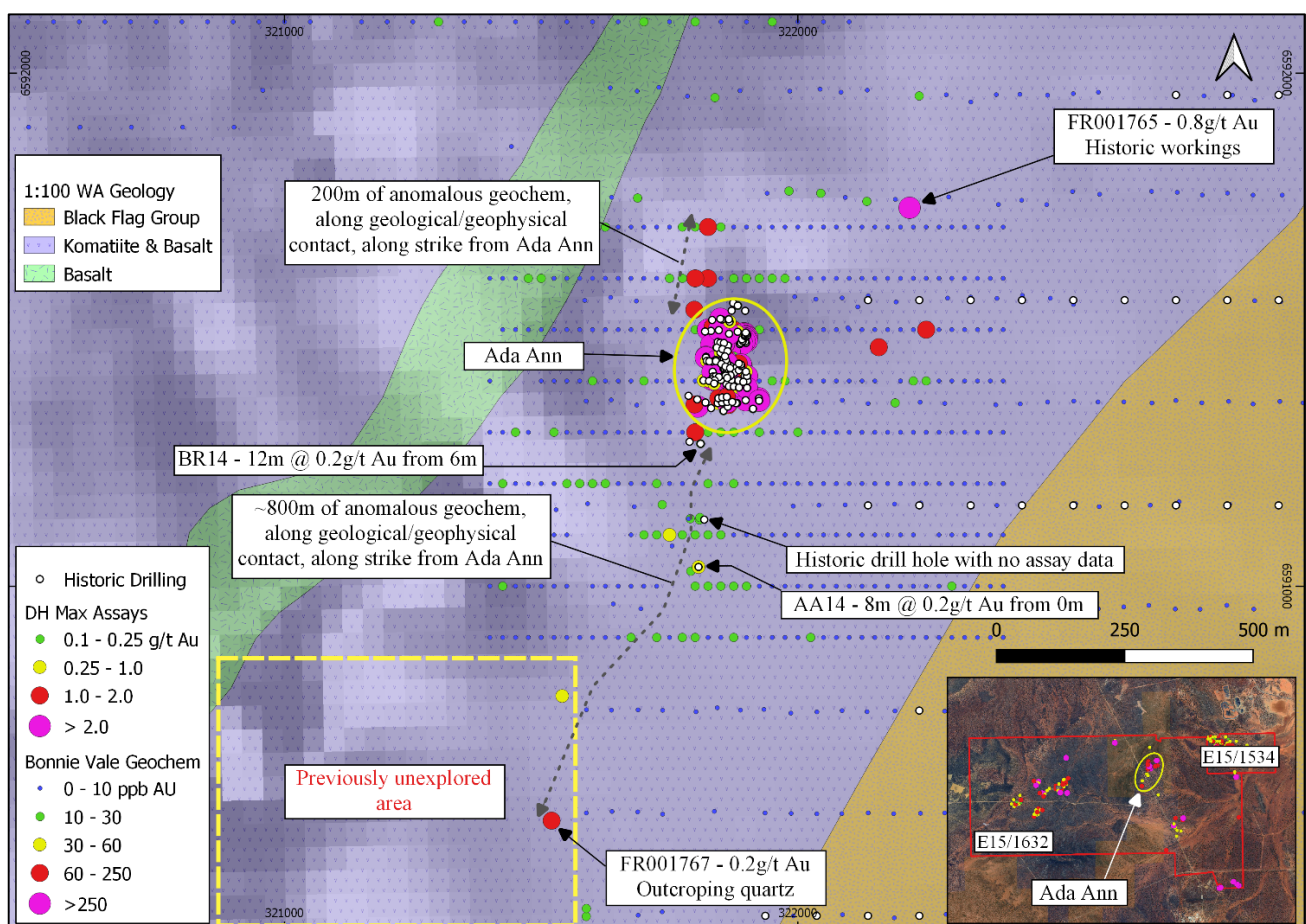 321000
322000
6592000
6592000
FR001765 - 0.8g/t Au
Historic workings
1:100 WA Geology
Black Flag Group
Komatiite & Basalt
Basalt
200m of anomalous geochem,
along geological/geophysical
contact, along strike from Ada Ann
Ada Ann
BR14 - 12m @ 0.2g/t Au from 6m
~800m of anomalous geochem,
along geological/geophysical
contact, along strike from Ada Ann
Historic drill hole with no assay data
AA14 - 8m @ 0.2g/t Au from 0m
6591000
0 250 500 m
Historic Drilling
DH Max Assays
0.1 - 0.25 g/t Au
0.25 - 1.0
1.0 - 2.0
> 2.0
Bonnie Vale Geochem
0 - 10 ppb AU
10 - 30
30 - 60
60 - 250
>250
Previously unexplored
area
FR001767 - 0.2g/t Au
Outcroping quartz
E15/1534
E15/1632
Ada Ann
321000
322000